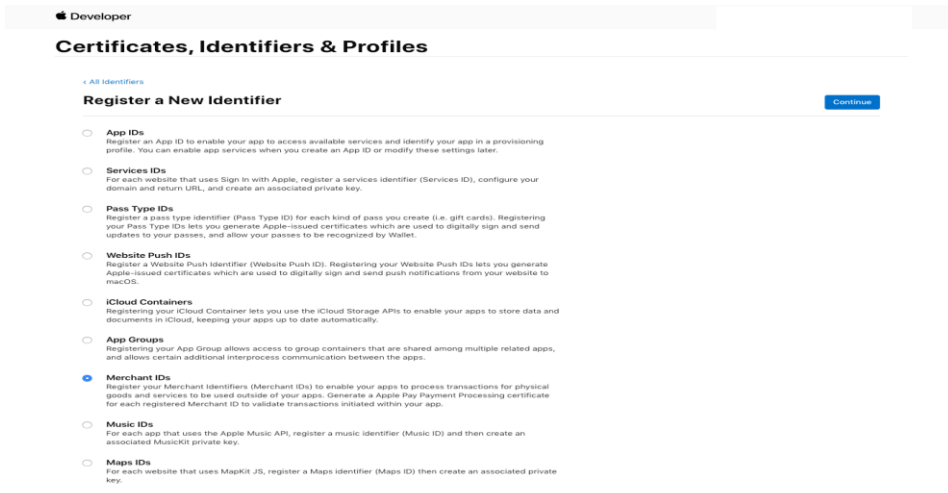 Developer
Certificates, Identifiers & Profiles
‹ All Identifiers
Register a New Identifier
Continue
App IDs
Register an App ID to enable your app to access available services and identify your app in a provisioning
profile. You can enable app services when you create an App ID or modify these settings later.
Services IDs
For each website that uses Sign In with Apple, register a services identifier (Services ID), configure your
domain and return URL, and create an associated private key.
Pass Type IDs
Register a pass type identifier (Pass Type ID) for each kind of pass you create (i.e. gift cards). Registering
your Pass Type IDs lets you generate Apple-issued certificates which are used to digitally sign and send
updates to your passes, and allow your passes to be recognized by Wallet.
Website Push IDs
Register a Website Push Identifier (Website Push ID). Registering your Website Push IDs lets you generate
Apple-issued certificates which are used to digitally sign and send push notifications from your website to
macOS.
iCloud Containers
Registering your iCloud Container lets you use the iCloud Storage APIs to enable your apps to store data and
documents in iCloud, keeping your apps up to date automatically.
App Groups
Registering your App Group allows access to group containers that are shared among multiple related apps,
and allows certain additional interprocess communication between the apps.
Merchant IDs
Register your Merchant Identifiers (Merchant IDs) to enable your apps to process transactions for physical
goods and services to be used outside of your apps. Generate a Apple Pay Payment Processing certificate
for each registered Merchant ID to validate transactions initiated within your app.
Music IDs
For each app that uses the Apple Music API, register a music identifier (Music ID) and then create an
associated MusicKit private key.
Maps IDs
For each website that uses MapKit JS, register a Maps identifier (Maps ID) then create an associated private
key.